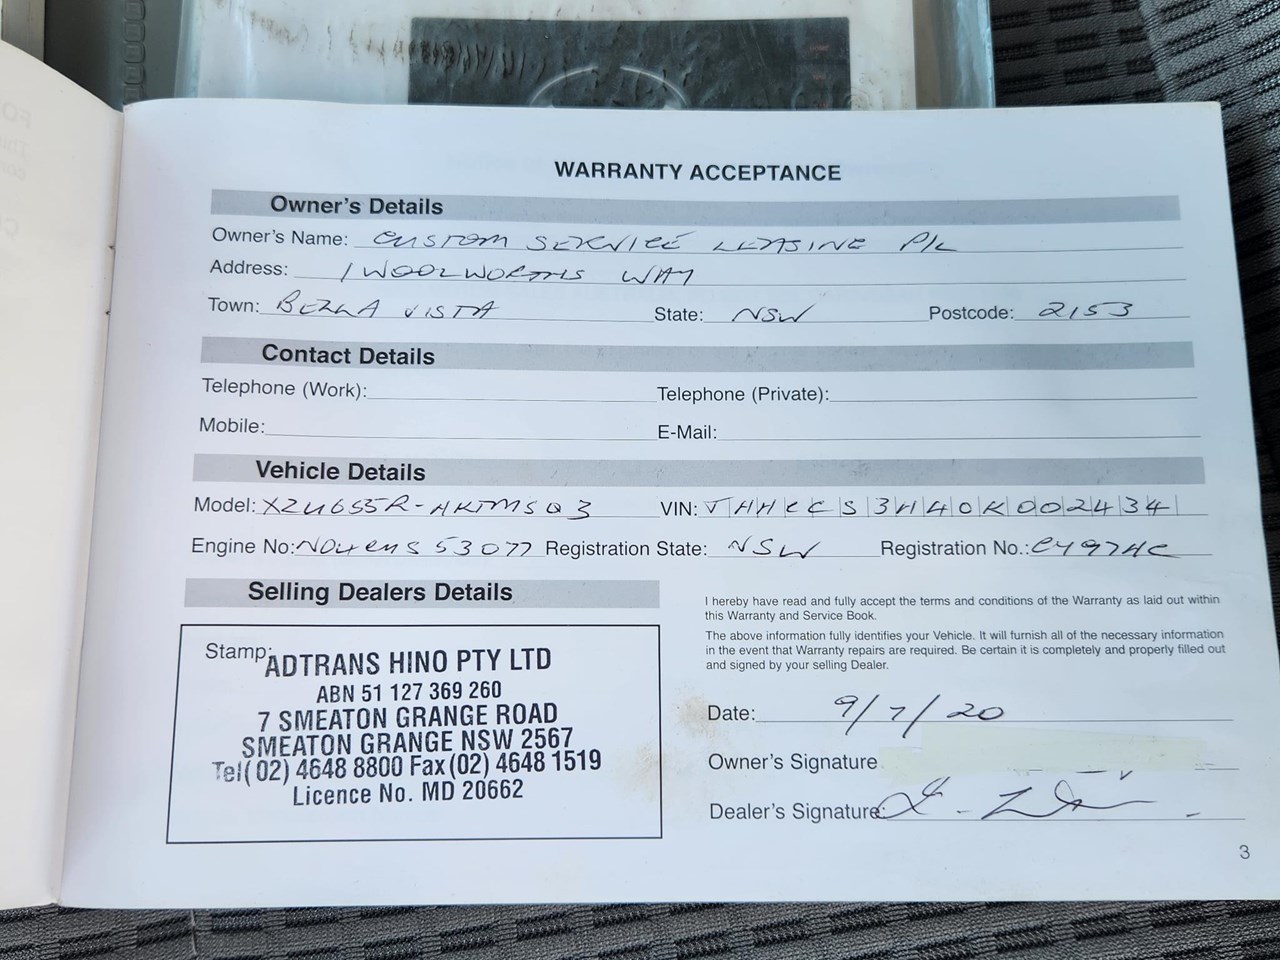 WARRANTY ACCEPTANCE
Owner's Details
Owner's Name: CUSTOM SERVICE LEASING P/L
Address: 1 WOOLWORTHS WAY
Town: BELLA VISTA State: NSW Postcode: 2153
Contact Details
Telephone (Work): Telephone (Private):
Mobile: E-Mail:
Vehicle Details
Model: XZU655R-HKTMSQ3 VIN: JHHCCS3H40K002434
Engine No: Registration State: NSW Registration No.:
Selling Dealers Details
Stamp:
ADTRANS HINO PTY LTD
ABN 51 127 369 260
7 SMEATON GRANGE ROAD
SMEATON GRANGE NSW 2567
Tel (02) 4648 8800 Fax (02) 4648 1519
Licence No. MD 20662
I hereby have read and fully accept the terms and conditions of the Warranty as laid out within
this Warranty and Service Book.
The above information fully identifies your Vehicle. It will furnish all of the necessary information
in the event that Warranty repairs are required. Be certain it is completely and properly filled out
and signed by your selling Dealer.
Date: 9/7/20
Owner's Signature
Dealer's Signature:
3